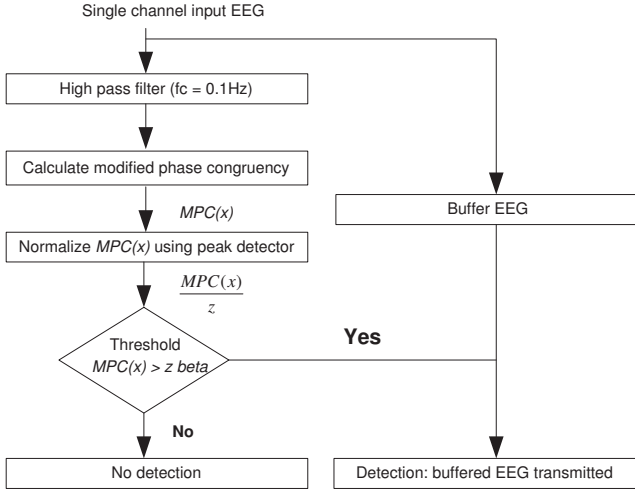 Single channel input EEG
High pass filter (fc = 0.1Hz)
Calculate modified phase congruency
MPC(x)
Buffer EEG
Normalize MPC(x) using peak detector
MPC(x)
z
Threshold
MPC(x) > z beta
Yes
No
No detection
Detection: buffered EEG transmitted